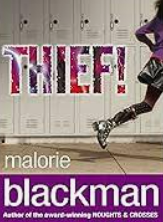 THIEF!
malorie
blackman
Author of the award-winning NOUGHTS & CROSSES